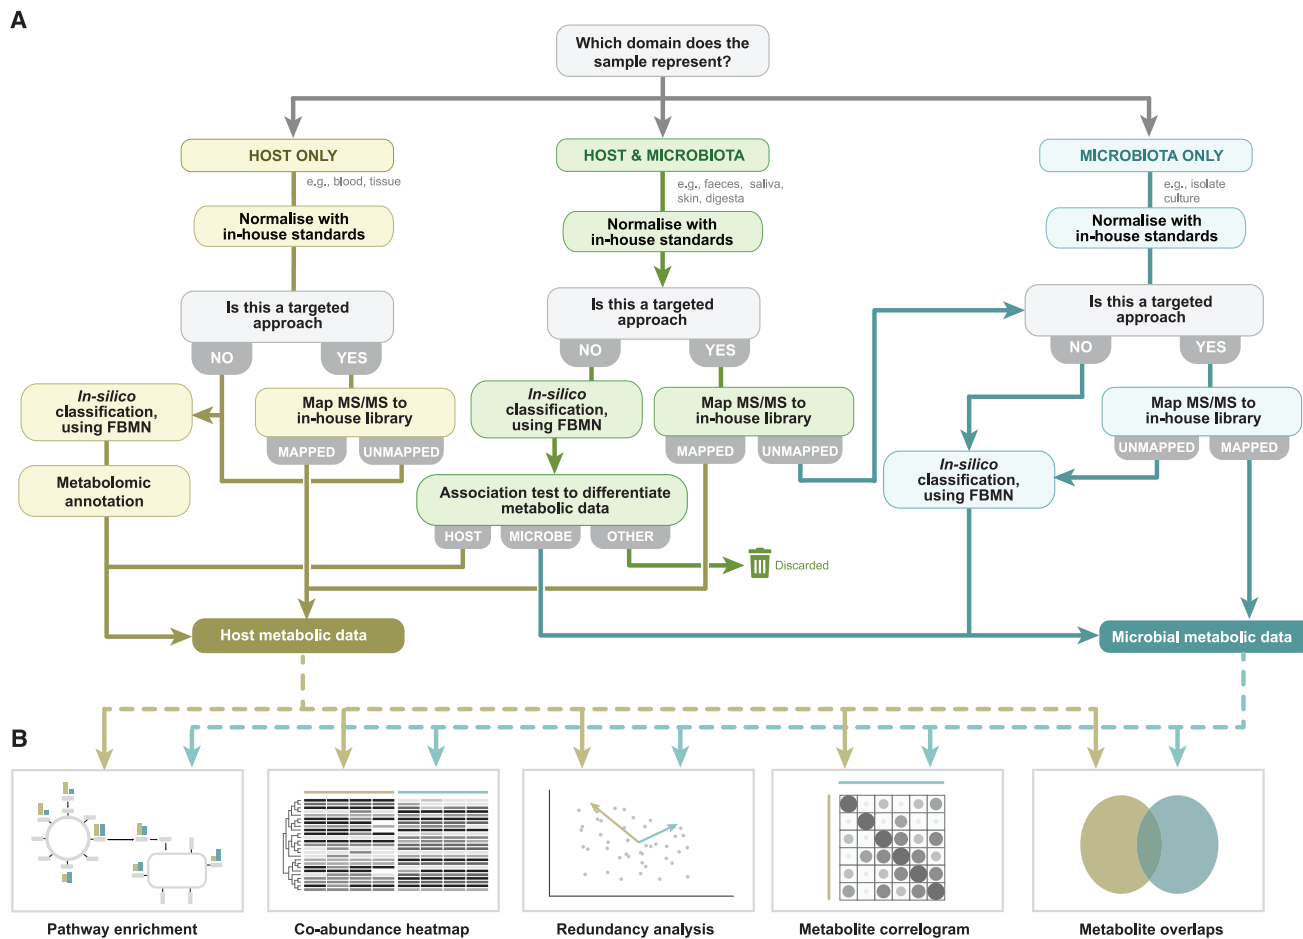 A
Which domain does the
sample represent?
HOST ONLY
e.g., blood, tissue
Normalise with
in-house standards
Is this a targeted
approach
NO
YES
In-silico
classification,
using FBMN
Map MS/MS to
in-house library
MAPPED
UNMAPPED
Metabolomic
annotation
HOST & MICROBIOTA
e.g., faeces, saliva,
skin, digesta
Normalise with
in-house standards
Is this a targeted
approach
NO
YES
In-silico
classification,
using FBMN
Map MS/MS to
in-house library
MAPPED
UNMAPPED
Association test to differentiate
metabolic data
HOST
MICROBE
OTHER
Discarded
MICROBIOTA ONLY
e.g., isolate
culture
Normalise with
in-house standards
Is this a targeted
approach
NO
YES
Map MS/MS to
in-house library
UNMAPPED
MAPPED
In-silico
classification,
using FBMN
Host metabolic data
Microbial metabolic data
B
Pathway enrichment
Co-abundance heatmap
Redundancy analysis
Metabolite correlogram
Metabolite overlaps